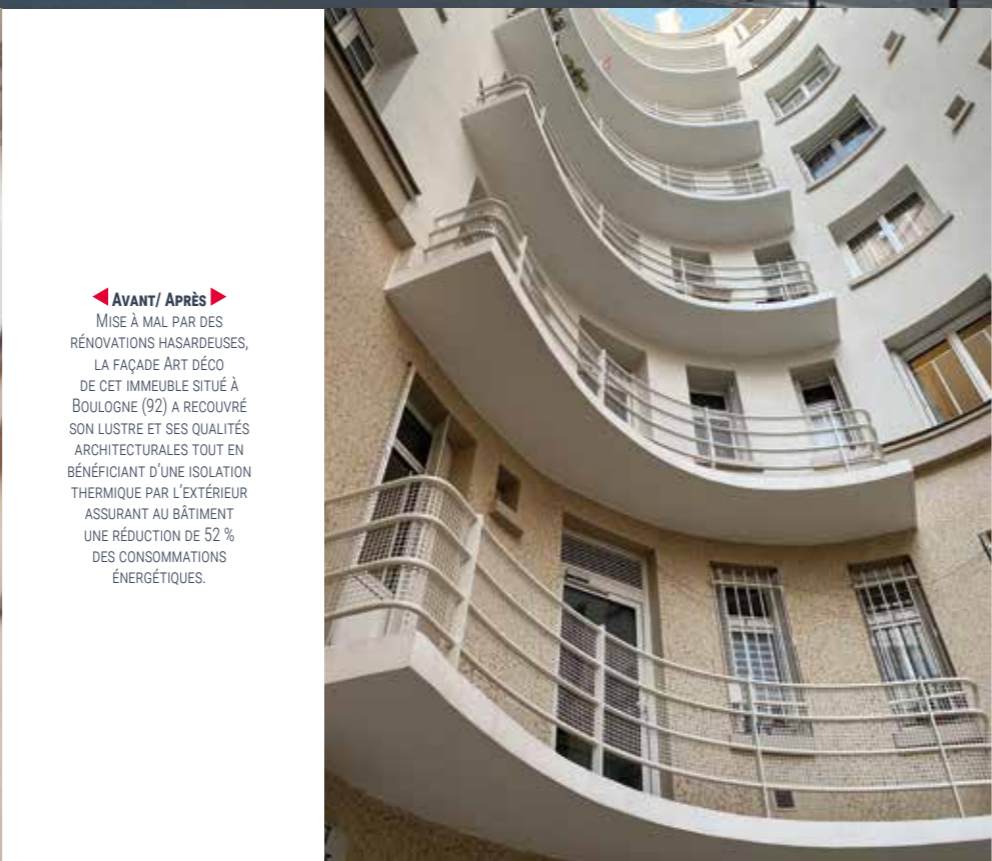 Avant/ Après
Mise à mal par des
rénovations hasardeuses,
la façade Art déco
de cet immeuble situé à
Boulogne (92) a recouvré
son lustre et ses qualités
architecturales tout en
bénéficiant d'une isolation
thermique par l'extérieur
assurant au bâtiment
une réduction de 52 %
des consommations
énergétiques.